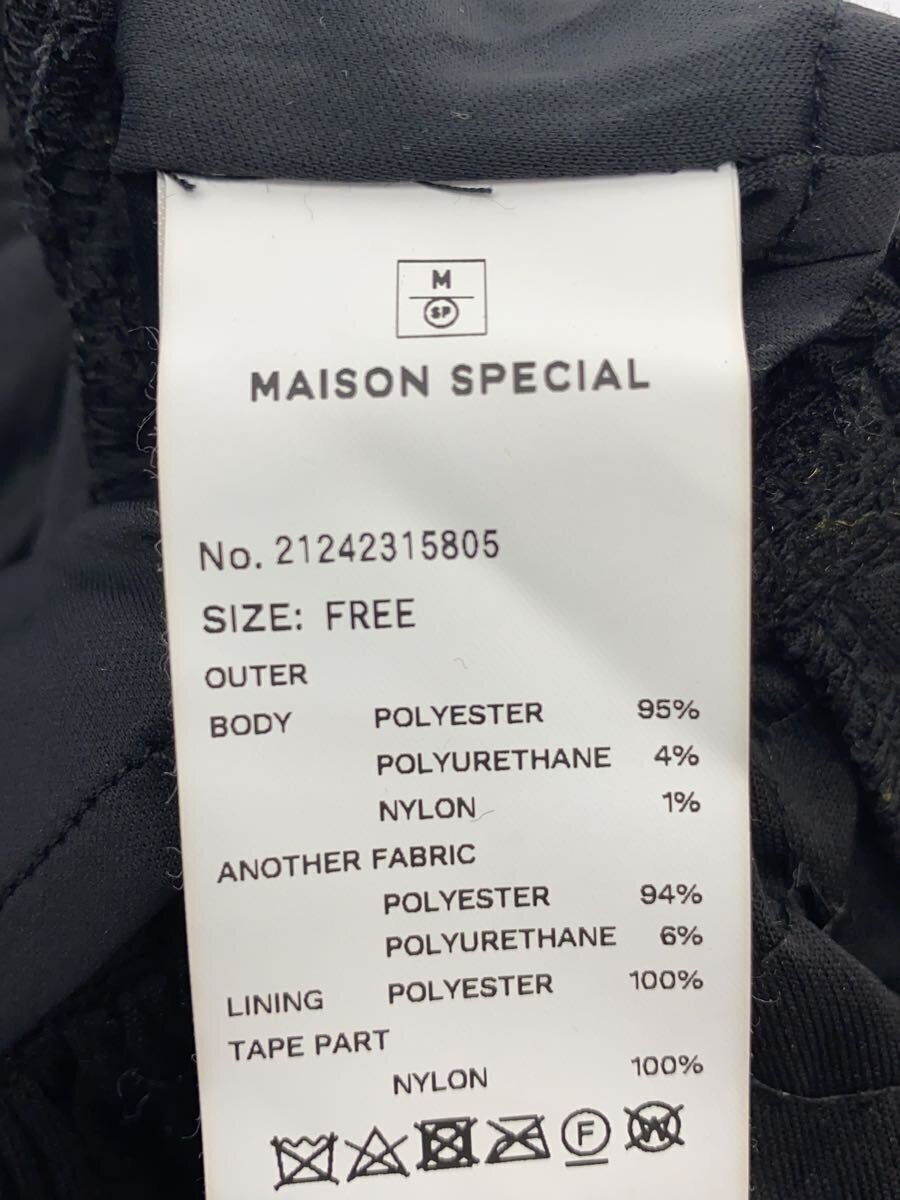 M
SP
MAISON SPECIAL
No. 21242315805
SIZE: FREE
OUTER
BODY POLYESTER 95%
POLYURETHANE 4%
NYLON 1%
ANOTHER FABRIC
POLYESTER 94%
POLYURETHANE 6%
LINING POLYESTER 100%
TAPE PART
NYLON 100%
F W